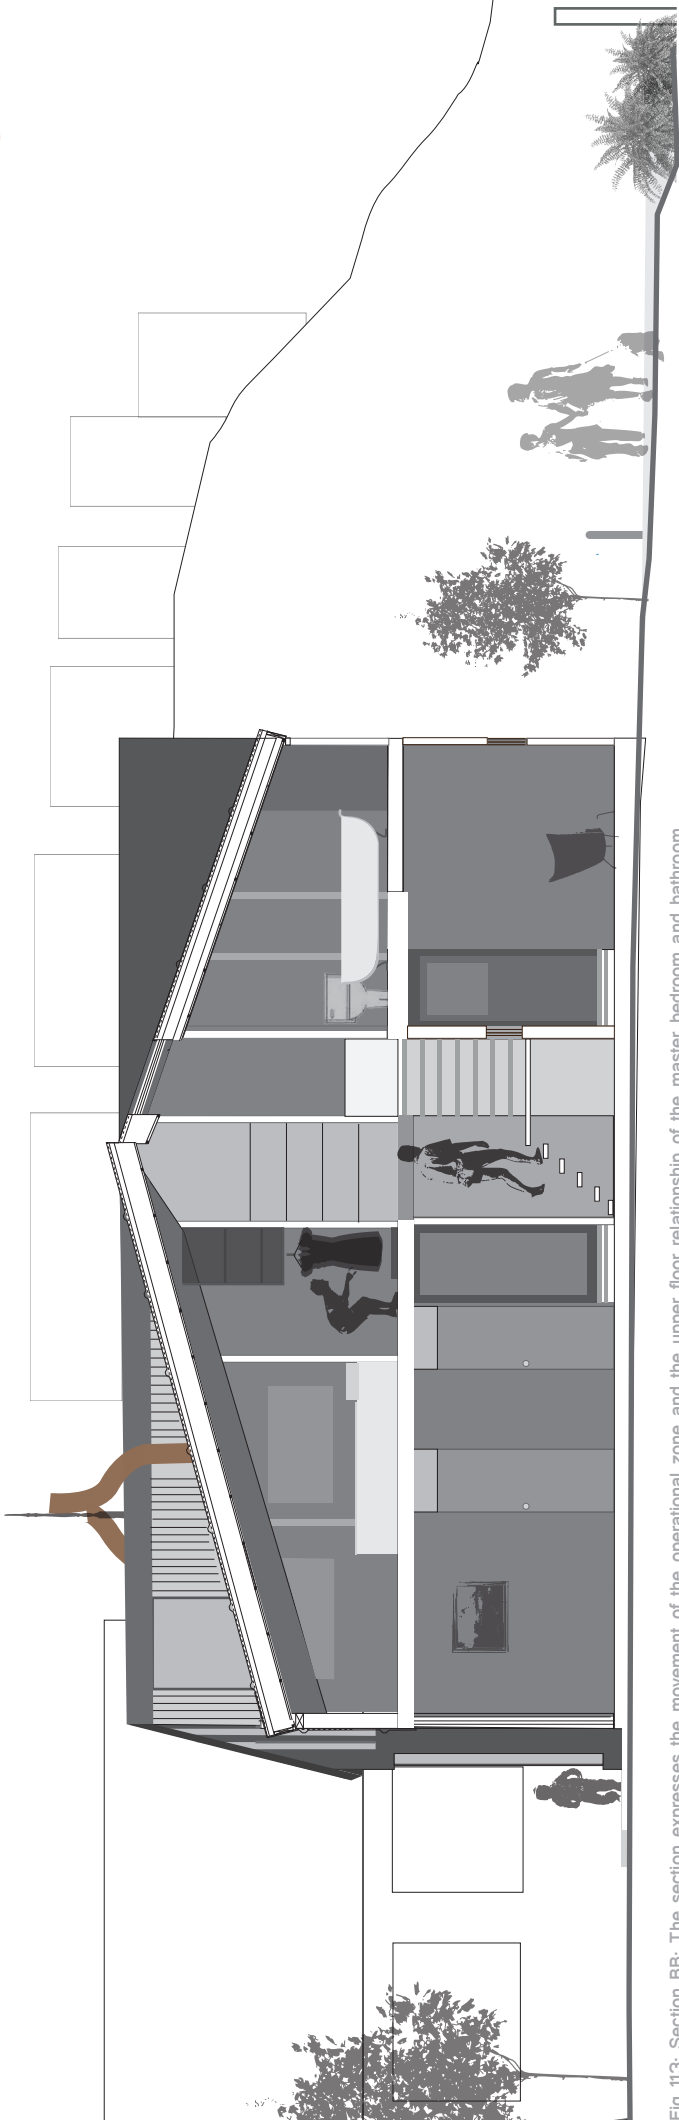 Fig. 113: Section BB: The section expresses the movement of the operational zone and the upper floor relationship of the master bedroom and bathroom